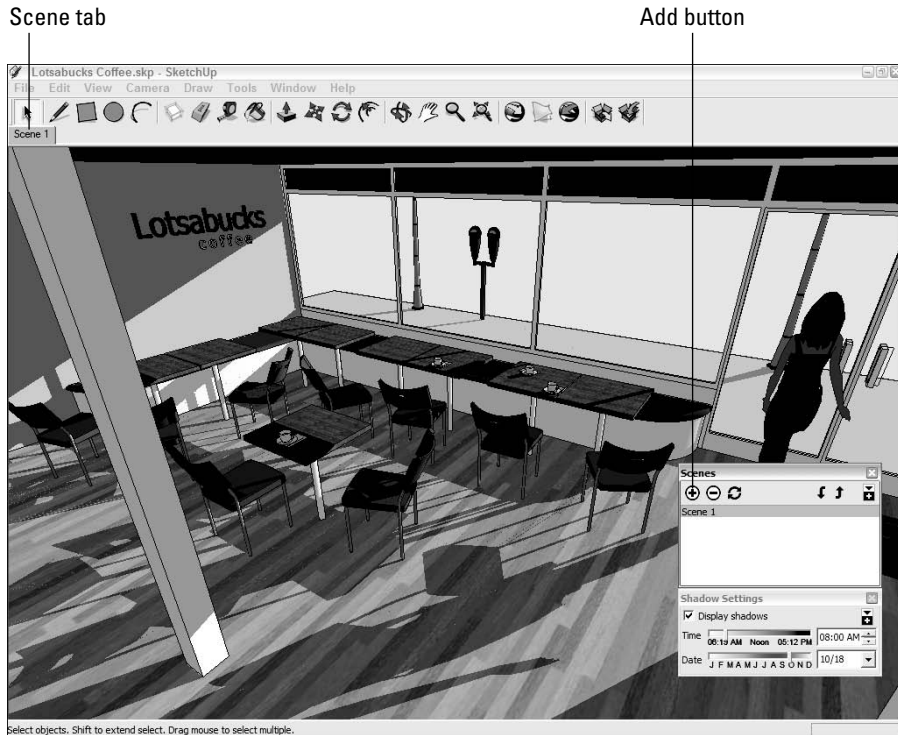 Scene tab
Add button
Lotsabucks Coffee.skp - SketchUp
File Edit View Camera Draw Tools Window Help
Scene 1
Lotsabucks
coffee
Scenes
Scene 1
Shadow Settings
Display shadows
Time
AM Noon 05:12 PM
08:00 AM
Date
J F M A M J J A S O N D
10/18
Select objects. Shift to extend select. Drag mouse to select multiple.